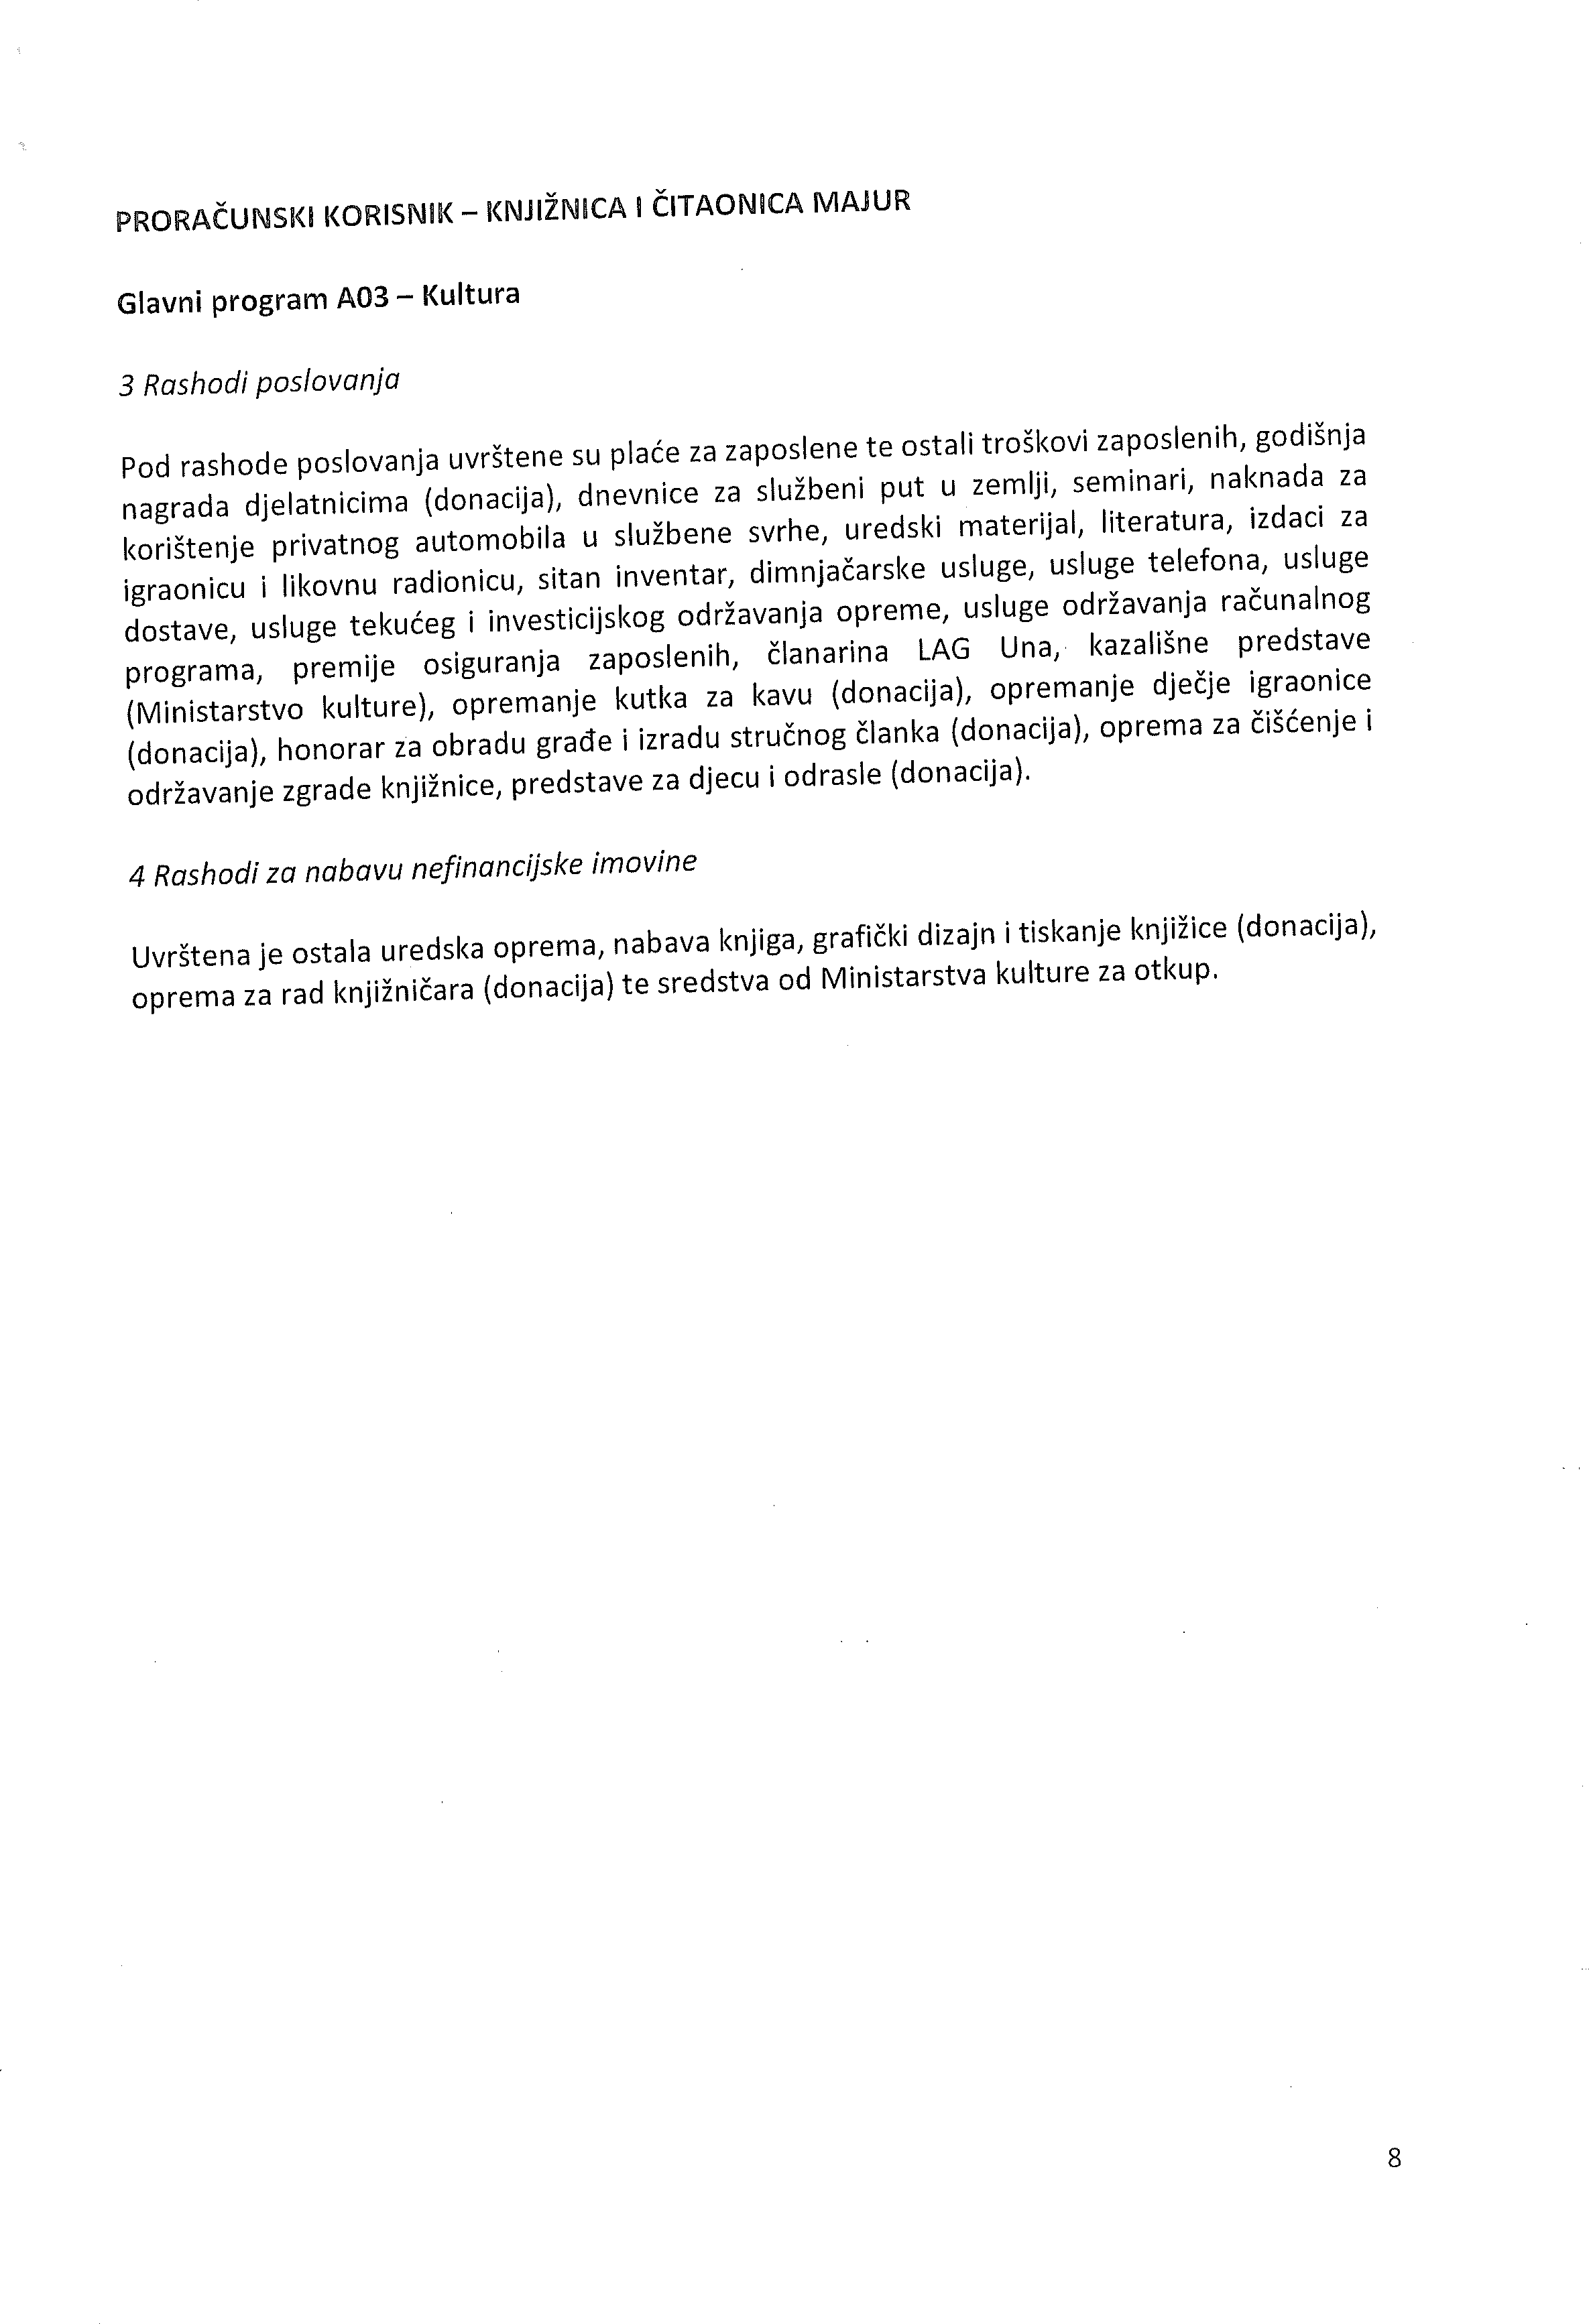 PRORAČUNSKI KORISNIK – KNJIŽNICA I ČITAONICA MAJUR
Glavni program A03 – Kultura
3 Rashodi poslovanja
Pod rashode poslovanja uvrštene su plaće za zaposlene te ostali troškovi zaposlenih, godišnja
nagrada djelatnicima (donacija), dnevnice za službeni put u zemlji, seminari, naknada za
korištenje privatnog automobila u službene svrhe, uredski materijal, literatura, izdaci za
igraonicu i likovnu radionicu, sitan inventar, dimnjačarske usluge, usluge telefona, usluge
dostave, usluge tekućeg i investicijskog održavanja opreme, usluge održavanja računalnog
programa, premije osiguranja zaposlenih, članarina LAG Una, kazališne predstave
(Ministarstvo kulture), opremanje kutka za kavu (donacija), opremanje dječje igraonice
(donacija), honorar za obradu građe i izradu stručnog članka (donacija), oprema za čišćenje i
održavanje zgrade knjižnice, predstave za djecu i odrasle (donacija).
4 Rashodi za nabavu nefinancijske imovine
Uvrštena je ostala uredska oprema, nabava knjiga, grafički dizajn i tiskanje knjižice (donacija),
oprema za rad knjižničara (donacija) te sredstva od Ministarstva kulture za otkup.
8